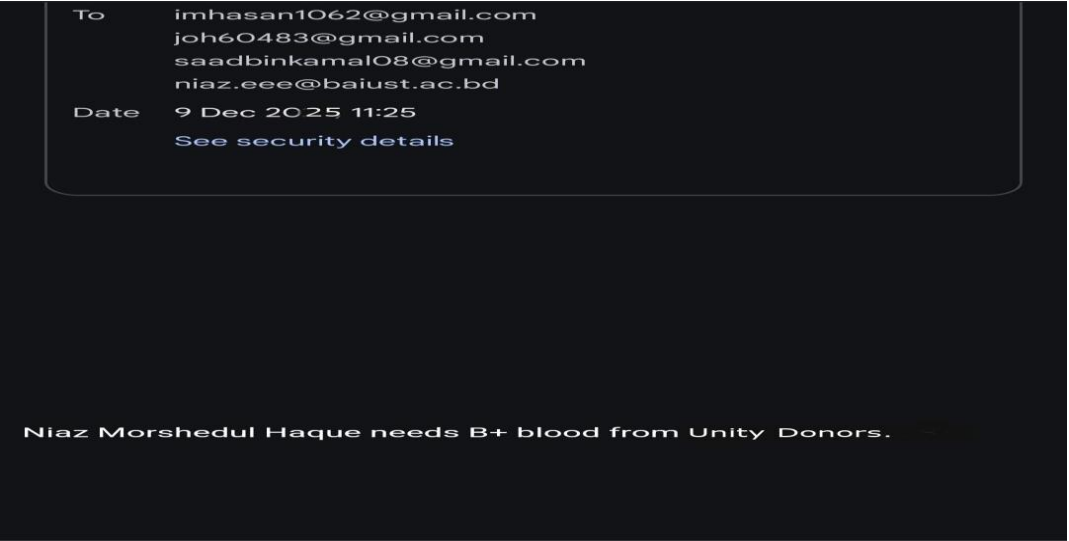 To imhasan1062@gmail.com
joh60483@gmail.com
saadbinkamal08@gmail.com
niaz.eee@baiust.ac.bd
Date 9 Dec 2025 11:25
See security details
Niaz Morshedul Haque needs B+ blood from Unity Donors.